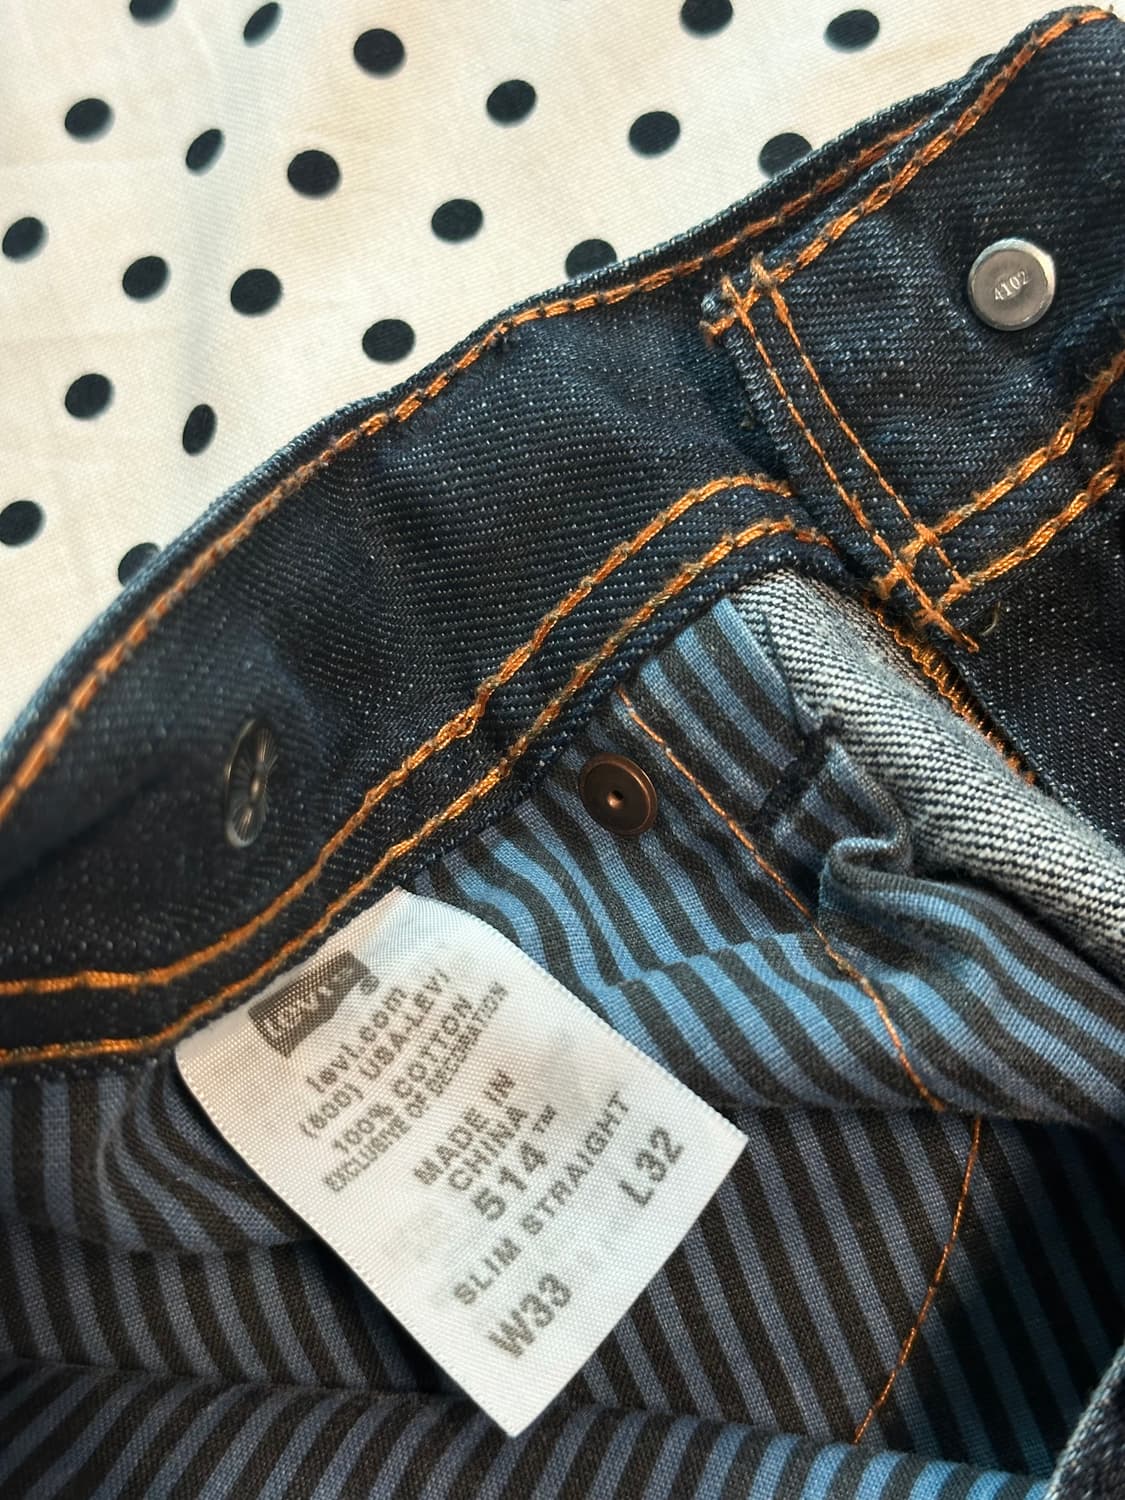 4102
Levi's®
levi.com
(800) USA-LEVI
100% COTTON
EXCLUSIVE OF DECORATION
MADE IN
CHINA
514™
SLIM STRAIGHT
W33 L32